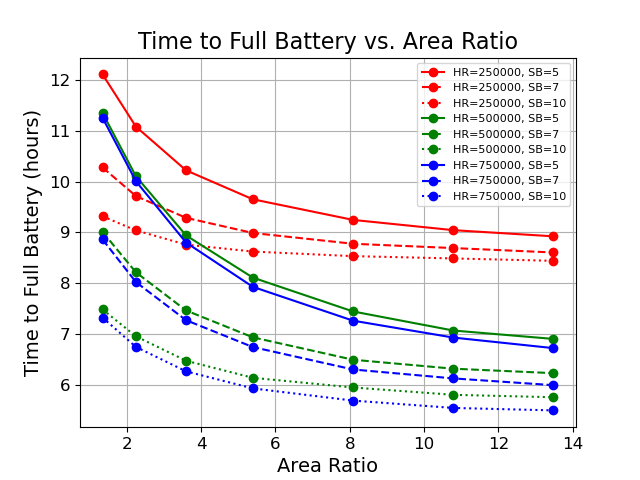 Time to Full Battery vs. Area Ratio
Time to Full Battery (hours)
12
11
10
9
8
7
6
HR=250000, SB=5
HR=250000, SB=7
HR=250000, SB=10
HR=500000, SB=5
HR=500000, SB=7
HR=500000, SB=10
HR=750000, SB=5
HR=750000, SB=7
HR=750000, SB=10
2 4 6 8 10 12 14
Area Ratio